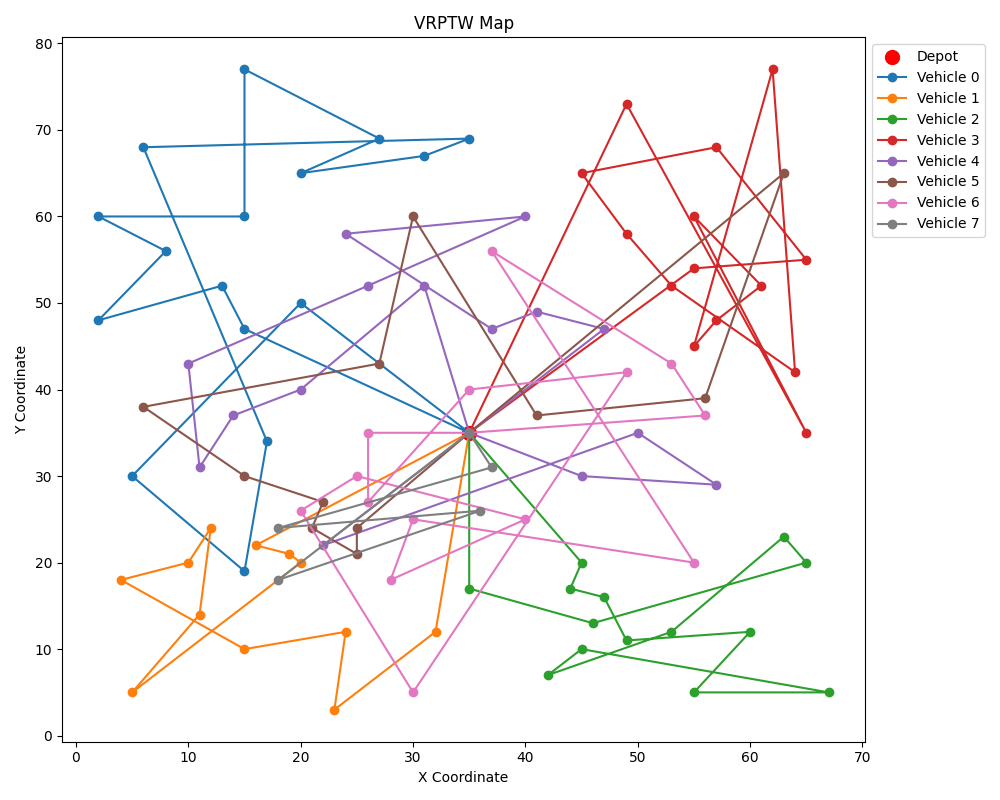 VRPTW Map
80
70
60
50
40
30
20
10
0
Y Coordinate
0 10 20 30 40 50 60 70
X Coordinate
Depot
Vehicle 0
Vehicle 1
Vehicle 2
Vehicle 3
Vehicle 4
Vehicle 5
Vehicle 6
Vehicle 7